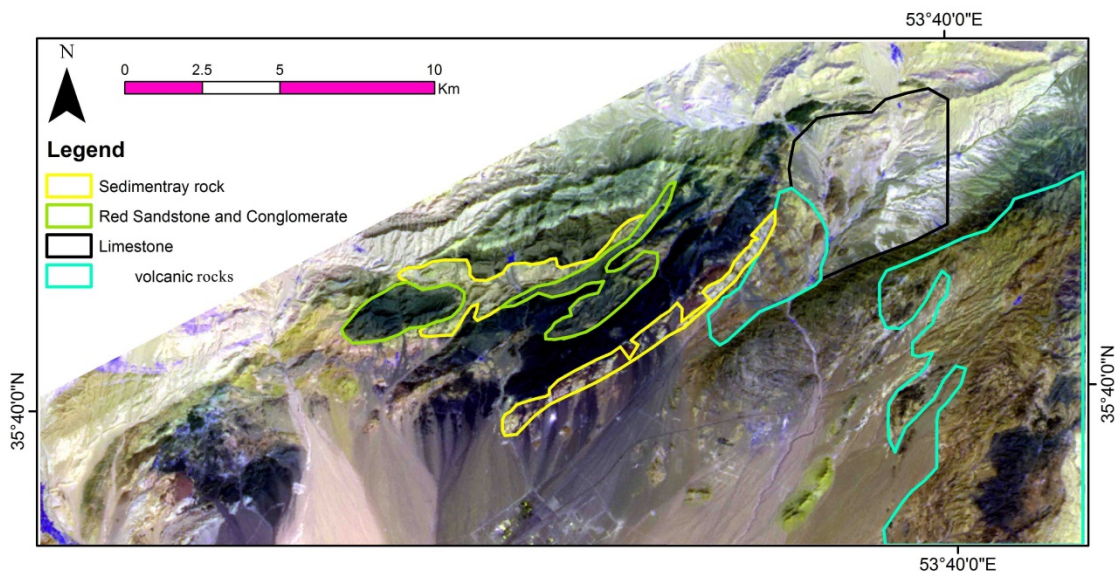 53°40'0"E
N
0 2.5 5 10
Km
Legend
Sedimentray rock
Red Sandstone and Conglomerate
Limestone
volcanic rocks
35°40'0"N
35°40'0"N
53°40'0"E